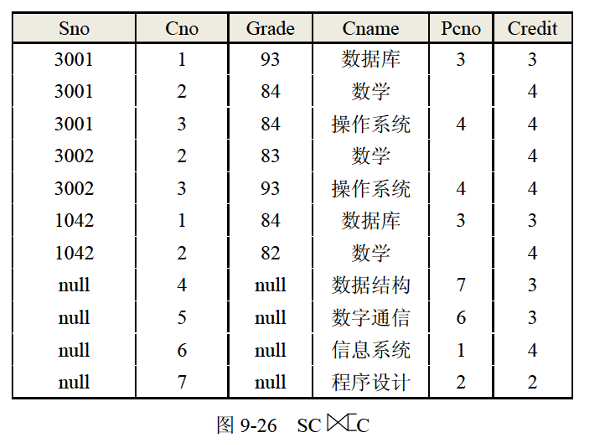 Sno Cno Grade Cname Pcno Credit
3001 1 93 数据库 3 3
3001 2 84 数学 4
3001 3 84 操作系统 4 4
3002 2 83 数学 4
3002 3 93 操作系统 4 4
1042 1 84 数据库 3 3
1042 2 82 数学 4
null 4 null 数据结构 7 3
null 5 null 数字通信 6 3
null 6 null 信息系统 1 4
null 7 null 程序设计 2 2
图 9-26 SC⟖C